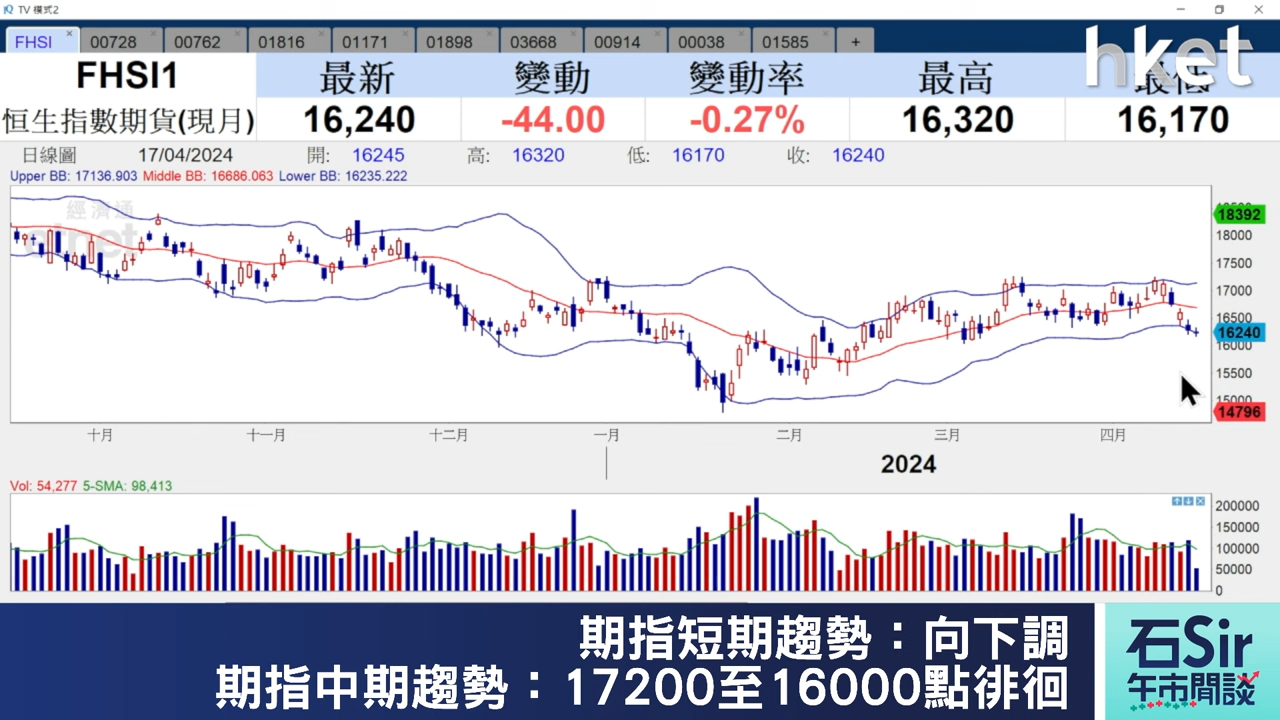 TV 模式2
FHSI 00728 00762 01816 01171 01898 03668 00914 00038 01585 +
hket
FHSI1 最新 變動 變動率 最高 最低
恒生指數期貨(現月) 16,240 -44.00 -0.27% 16,320 16,170
日線圖 17/04/2024 開: 16245 高: 16320 低: 16170 收: 16240
Upper BB: 17136.903 Middle BB: 16686.063 Lower BB: 16235.222
經濟通
etnet
18392
18000
17500
17000
16500
16240
16000
15500
15000
14796
十月 十一月 十二月 一月 二月 三月 四月
2024
Vol: 54,277 5-SMA: 98,413
200000
150000
100000
50000
0
期指短期趨勢：向下調
期指中期趨勢：17200至16000點徘徊
石Sir
午市閒談